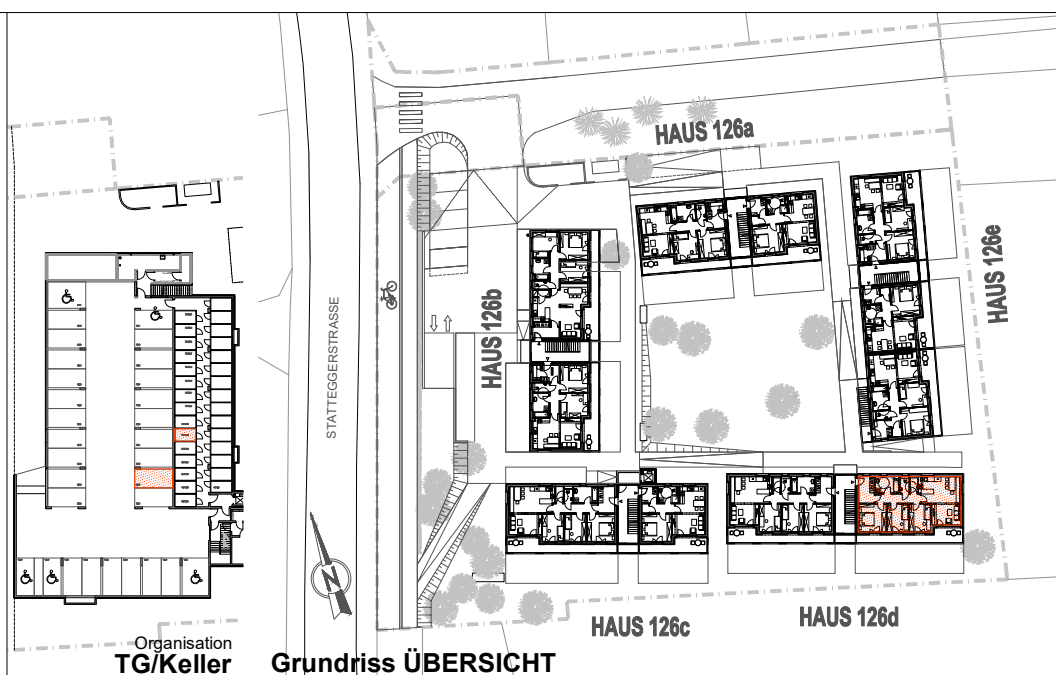 HAUS 126a
HAUS 126e
HAUS 126b
STATTEGGERSTRASSE
N
HAUS 126c
HAUS 126d
Organisation
TG/Keller
Grundriss ÜBERSICHT